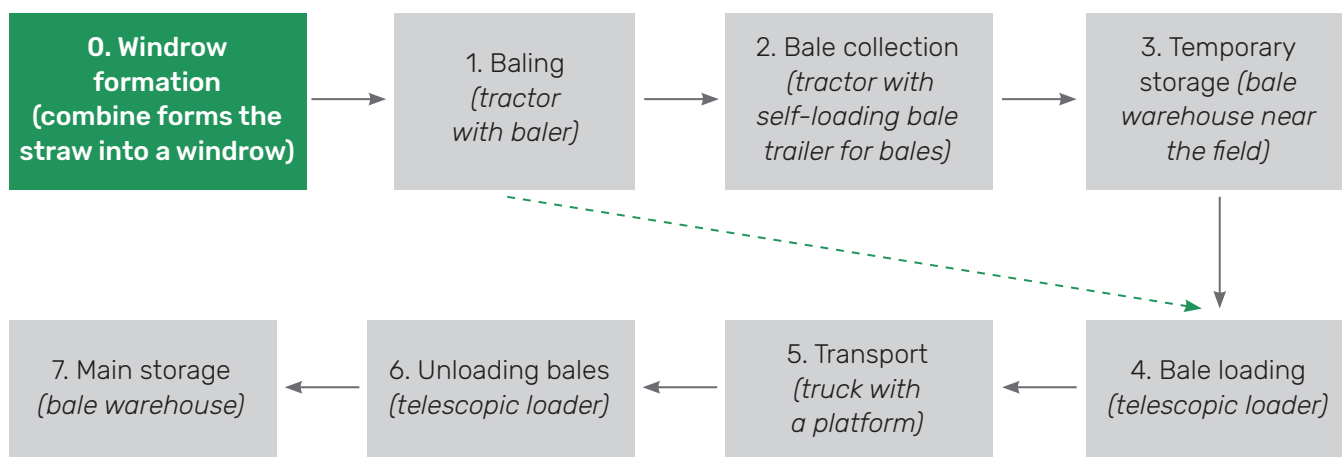 0. Windrow
formation
(combine forms the
straw into a windrow)
1. Baling
(tractor
with baler)
2. Bale collection
(tractor with
self-loading bale
trailer for bales)
3. Temporary
storage (bale
warehouse near
the field)
7. Main storage
(bale warehouse)
6. Unloading bales
(telescopic loader)
5. Transport
(truck with
a platform)
4. Bale loading
(telescopic loader)